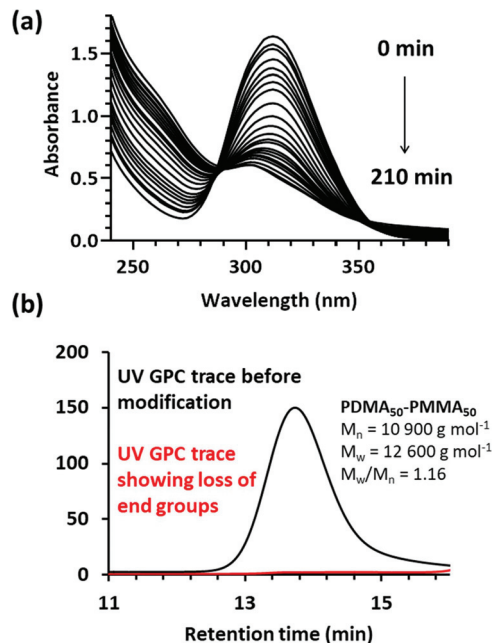 (a)
1.5
1.0
0.5
0.0
Absorbance
0 min
210 min
250
300
350
Wavelength (nm)
(b)
200
150
100
50
0
UV GPC trace before
modification
UV GPC trace
showing loss of
end groups
PDMA₅₀-PMMA₅₀
Mₙ = 10 900 g mol⁻¹
M_w = 12 600 g mol⁻¹
M_w/Mₙ = 1.16
11
13
15
Retention time (min)